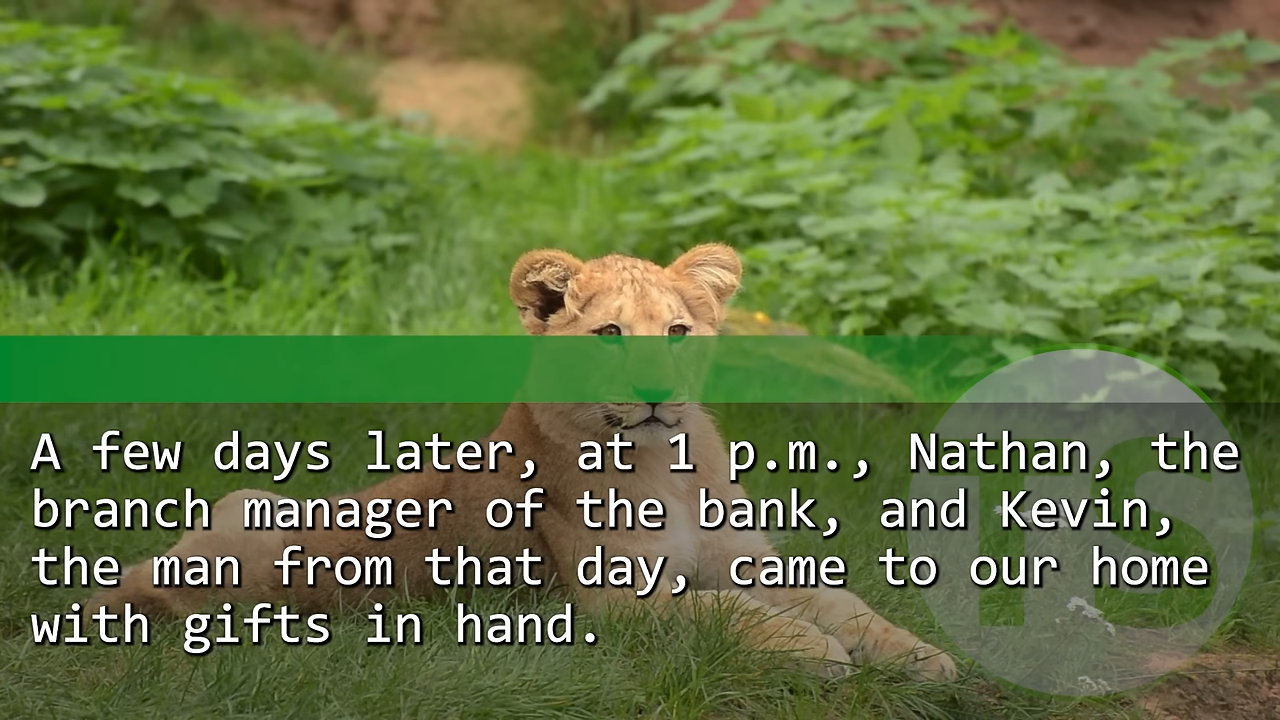 A few days later, at 1 p.m., Nathan, the
branch manager of the bank, and Kevin,
the man from that day, came to our home
with gifts in hand.
TS